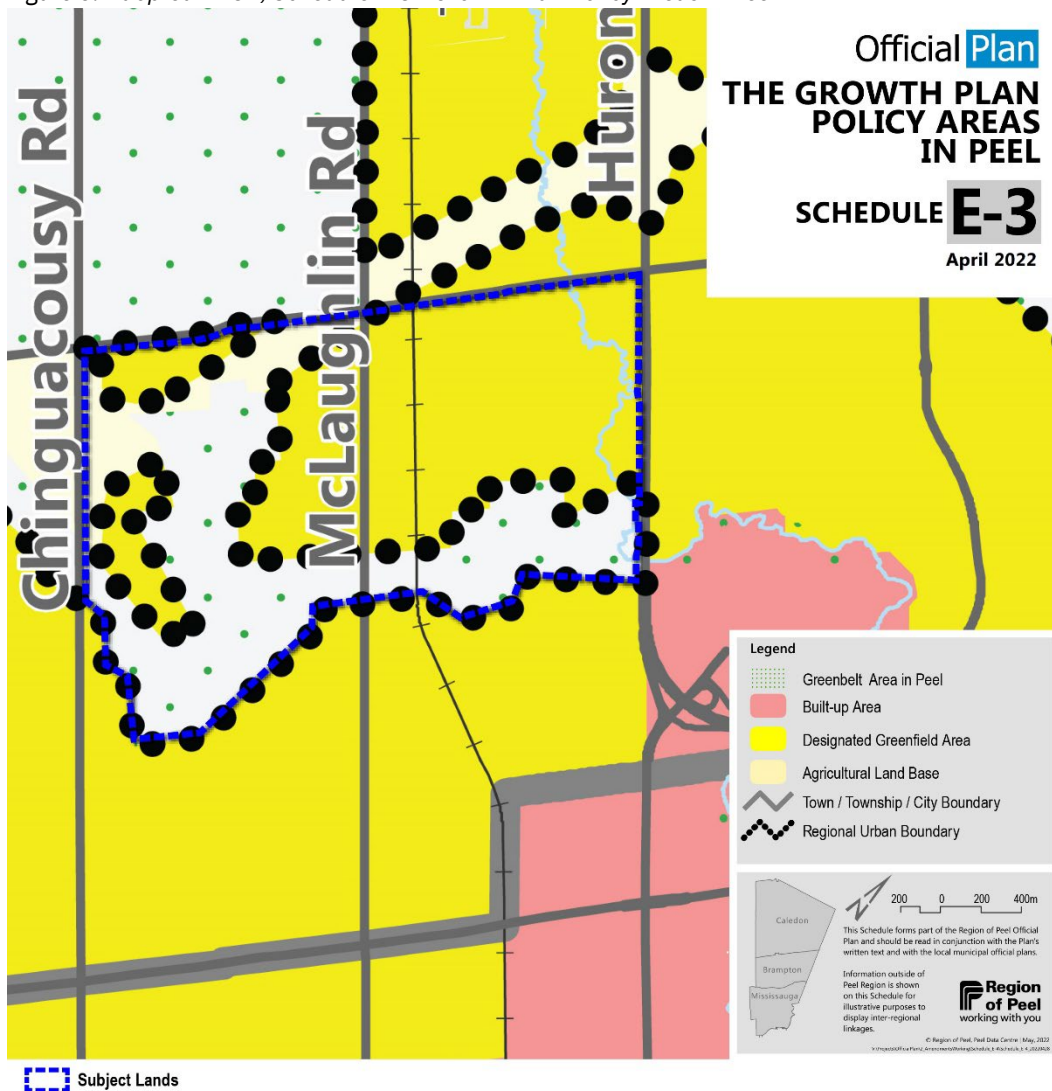 Official Plan
THE GROWTH PLAN
POLICY AREAS
IN PEEL
SCHEDULE E-3
April 2022
Chinguacousy Rd
McLaughlin Rd
Huron
Legend
Greenbelt Area in Peel
Built-up Area
Designated Greenfield Area
Agricultural Land Base
Town / Township / City Boundary
Regional Urban Boundary
Caledon
Brampton
Mississauga
200 0 200 400m
This Schedule forms part of the Region of Peel Official
Plan and should be read in conjunction with the Plan's
written text and with the local municipal official plans.
Information outside of
Peel Region is shown
on this Schedule for
illustrative purposes to
display inter-regional
linkages.
Region
of Peel
working with you
© Region of Peel, Peel Data Centre | May, 2022
Subject Lands